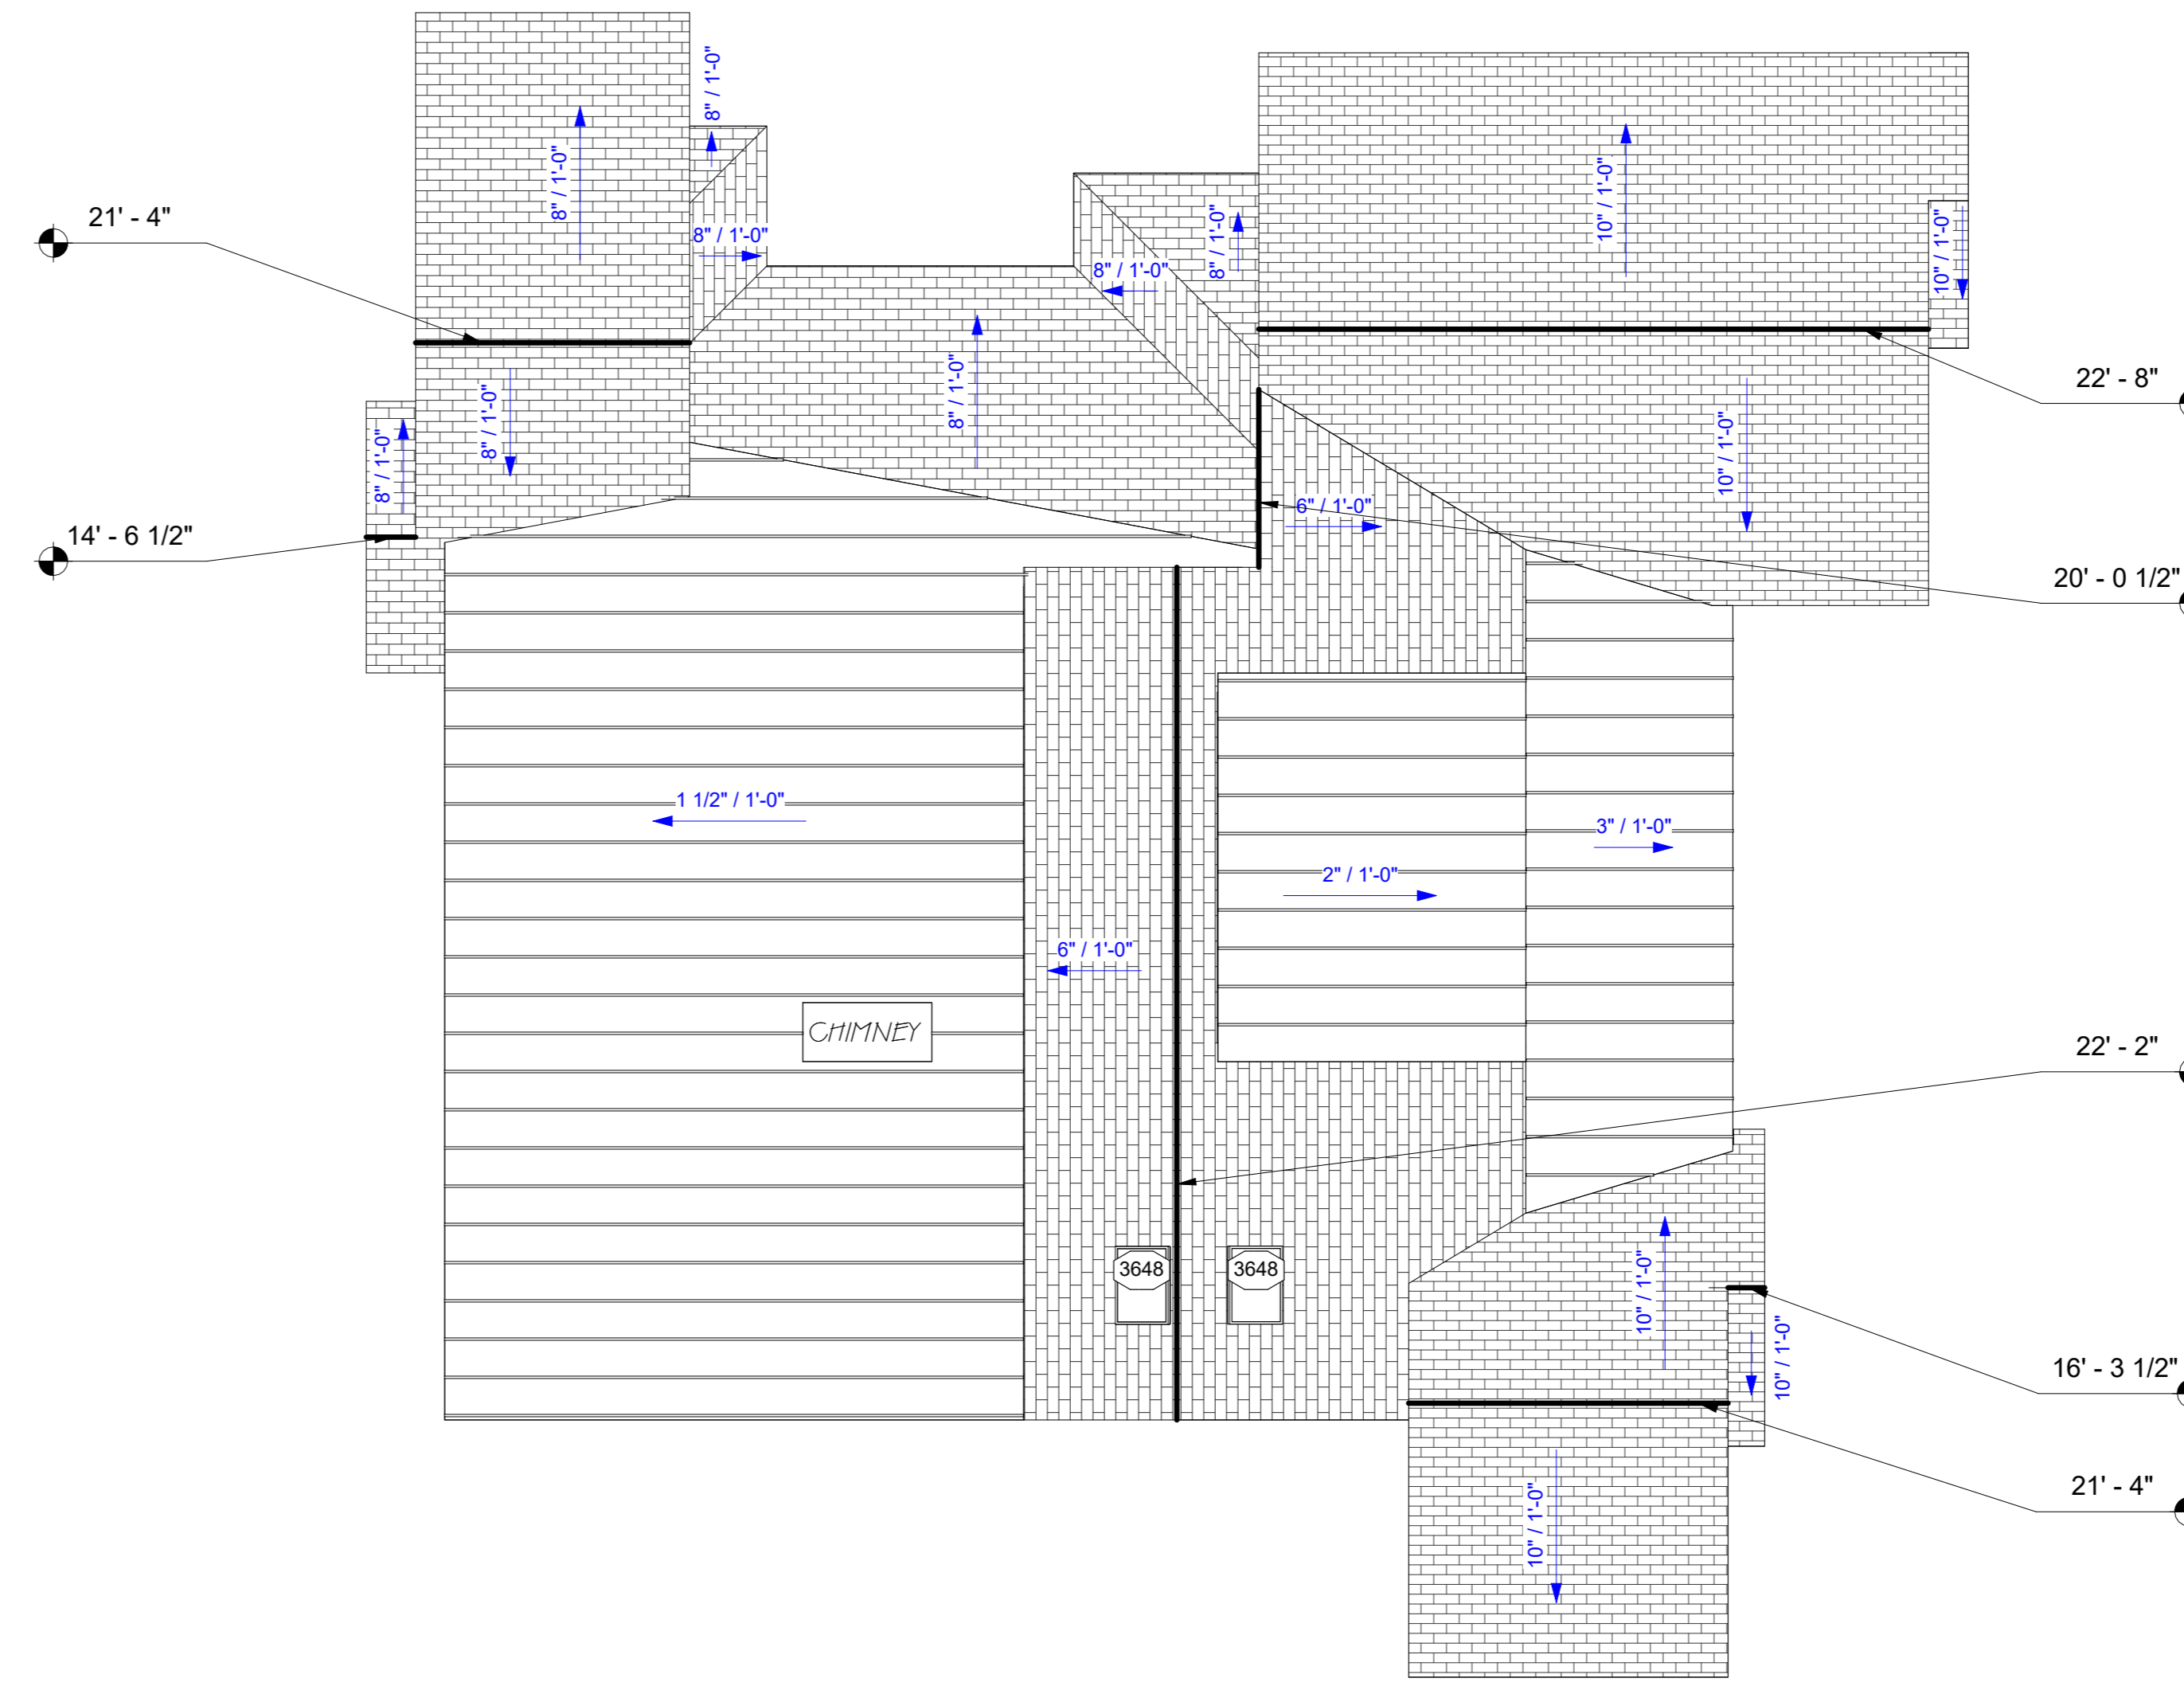 8" / 1'-0"
8" / 1'-0"
10" / 1'-0"
21' - 4"
8" / 1'-0"
8" / 1'-0"
8" / 1'-0"
10" / 1'-0"
8" / 1'-0"
22' - 8"
8" / 1'-0"
8" / 1'-0"
10" / 1'-0"
8" / 1'-0"
6" / 1'-0"
14' - 6 1/2"
20' - 0 1/2"
1 1/2" / 1'-0"
3" / 1'-0"
2" / 1'-0"
6" / 1'-0"
CHIMNEY
22' - 2"
3648
3648
10" / 1'-0"
10" / 1'-0"
16' - 3 1/2"
21' - 4"
10" / 1'-0"